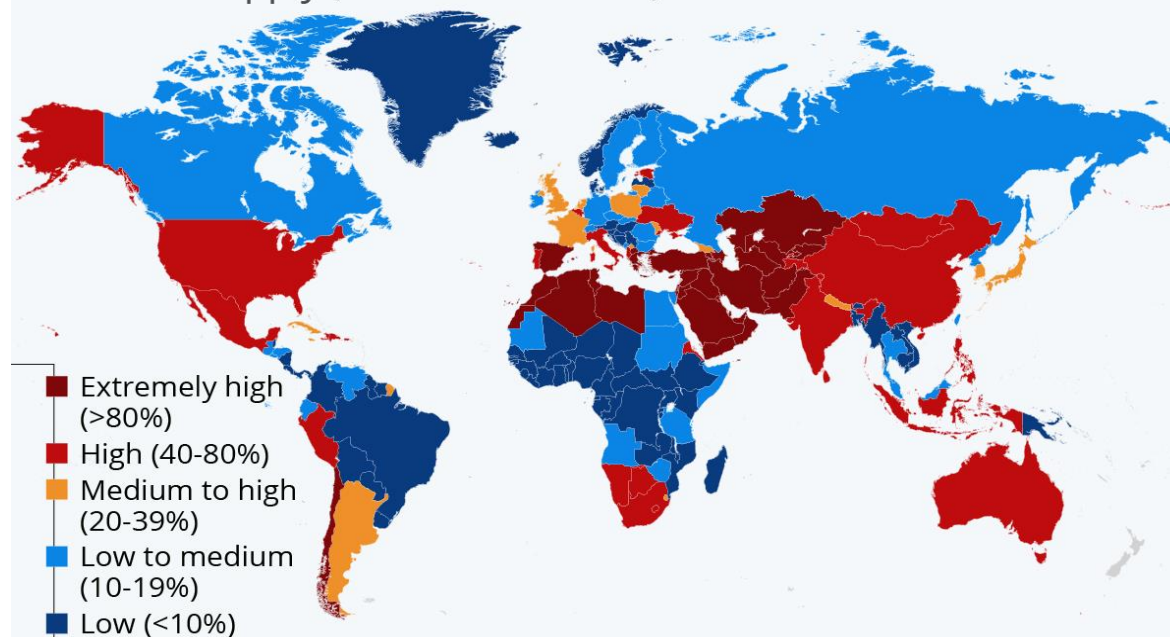 Extremely high
(>80%)
High (40-80%)
Medium to high
(20-39%)
Low to medium
(10-19%)
Low (<10%)